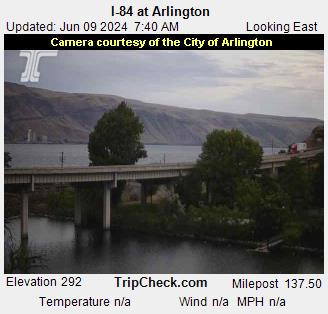 I-84 at Arlington
Updated: Jun 09 2024 7:40 AM Looking East
Camera courtesy of the City of Arlington
Elevation 292 TripCheck.com Milepost 137.50
Temperature n/a Wind n/a MPH n/a